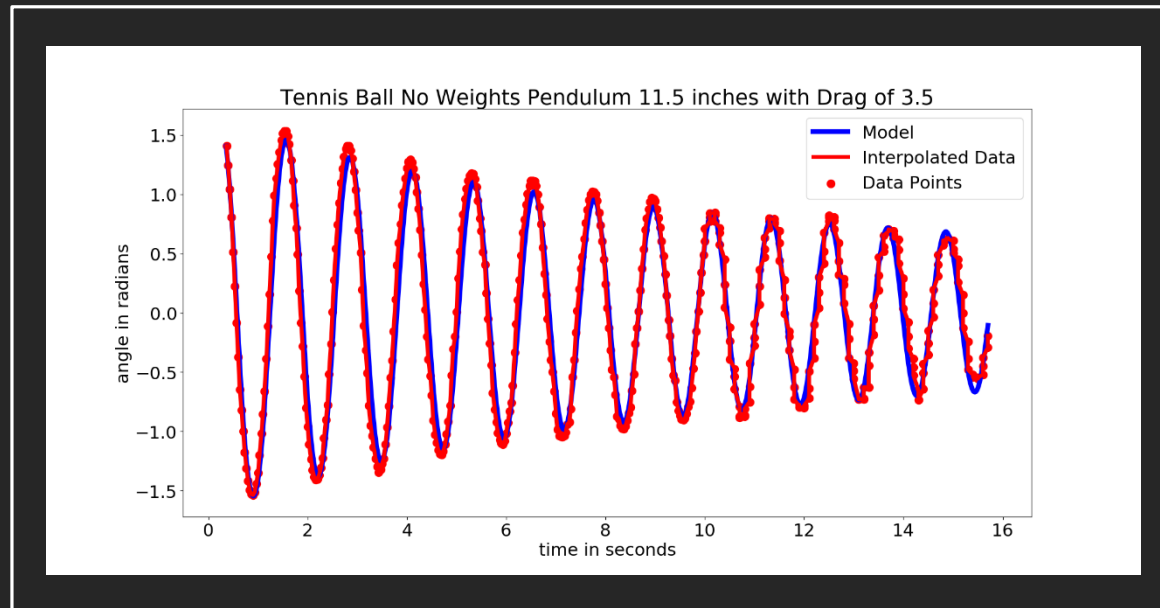 Tennis Ball No Weights Pendulum 11.5 inches with Drag of 3.5
Model
Interpolated Data
Data Points
angle in radians
1.5
1.0
0.5
0.0
−0.5
−1.0
−1.5
0 2 4 6 8 10 12 14 16
time in seconds